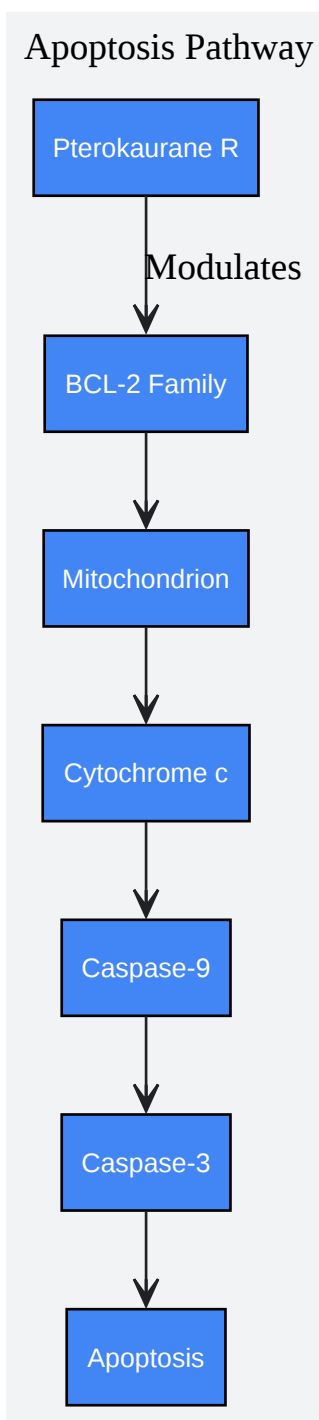 Apoptosis Pathway
Pterokaurane R
Modulates
BCL-2 Family
Mitochondrion
Cytochrome c
Caspase-9
Caspase-3
Apoptosis